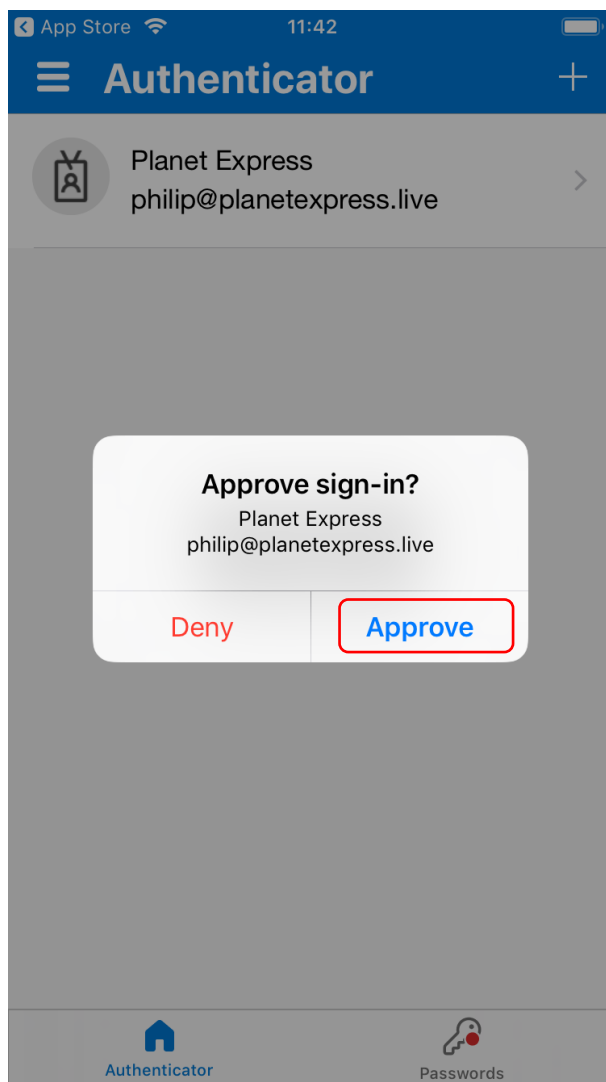 App Store 11:42
Authenticator
Planet Express
philip@planetexpress.live
Approve sign-in?
Planet Express
philip@planetexpress.live
Deny Approve
Authenticator Passwords